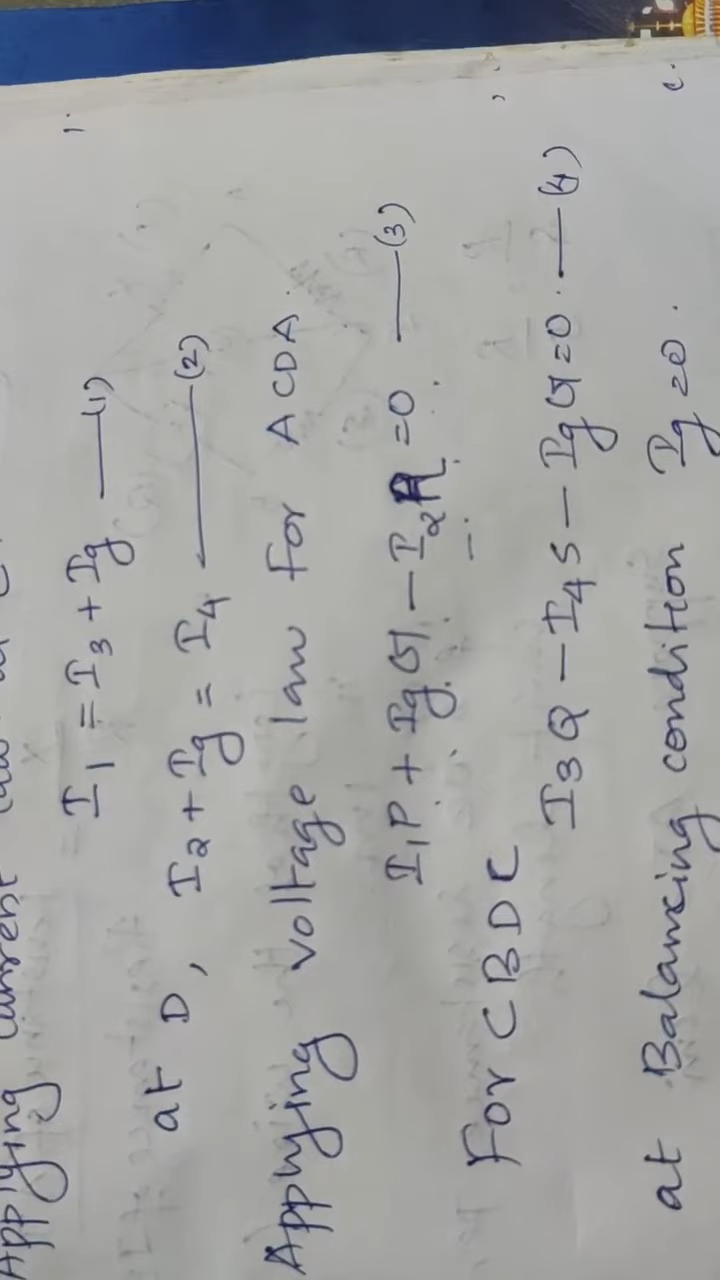 Applying current law at C.
I1 = I3 + Ig —(1)
at D, I2 + Ig = I4 —(2)
Applying voltage law for ACDA.
I1P + IgG - I2R = 0. —(3)
For CBDC
I3Q - I4S - IgG = 0. —(4)
at Balancing condition Ig = 0.